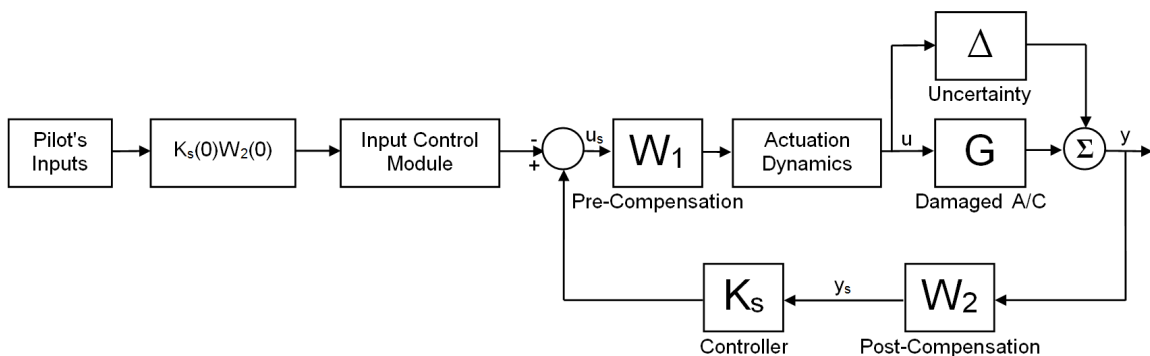 Pilot's
Inputs
Kₛ(0)W₂(0)
Input Control
Module
-
+
uₛ
W₁
Pre-Compensation
Actuation
Dynamics
u
Δ
Uncertainty
G
Damaged A/C
Σ
y
Kₛ
Controller
yₛ
W₂
Post-Compensation